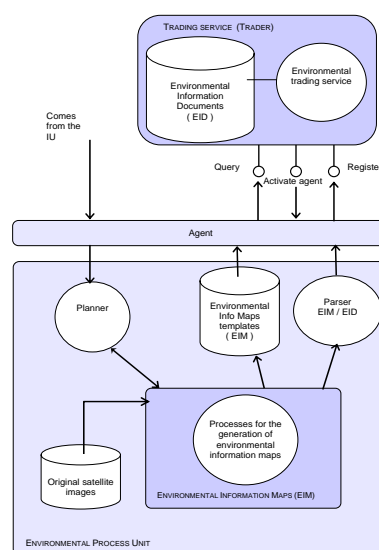 TRADING SERVICE (TRADER)
Environmental
Information
Documents
( EID )
Environmental
trading service
Comes
from the
IU
Query
Register
Activate agent
Agent
Planner
Environmental
Info Maps
templates
( EIM )
Parser
EIM / EID
Processes for the
generation of
environmental
information maps
Original satellite
images
ENVIRONMENTAL INFORMATION MAPS (EIM)
ENVIRONMENTAL PROCESS UNIT